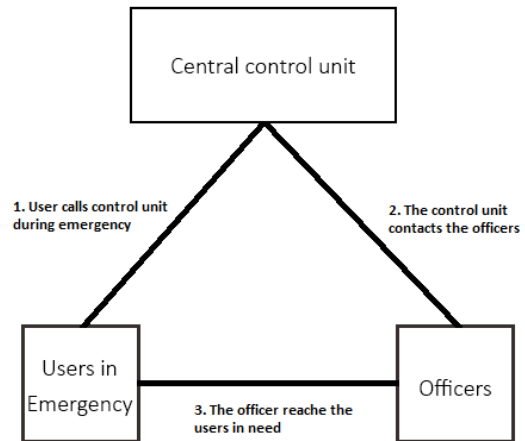 Central control unit
1. User calls control unit
during emergency
2. The control unit
contacts the officers
Users in
Emergency
Officers
3. The officer reache the
users in need